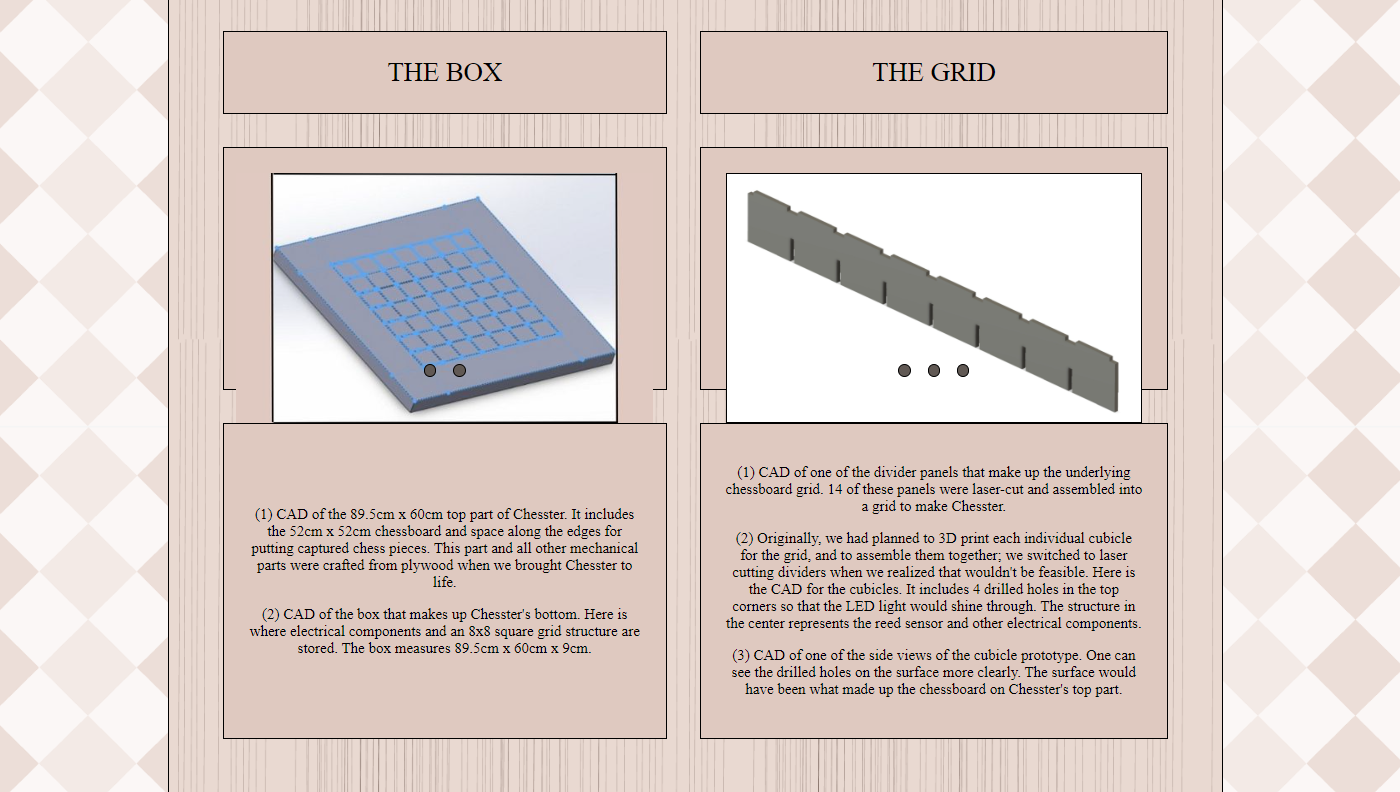 THE BOX
(1) CAD of the 89.5cm x 60cm top part of Chesster. It includes
the 52cm x 52cm chessboard and space along the edges for
putting captured chess pieces. This part and all other mechanical
parts were crafted from plywood when we brought Chesster to
life.
(2) CAD of the box that makes up Chesster's bottom. Here is
where electrical components and an 8x8 square grid structure are
stored. The box measures 89.5cm x 60cm x 9cm.
THE GRID
(1) CAD of one of the divider panels that make up the underlying
chessboard grid. 14 of these panels were laser-cut and assembled into
a grid to make Chesster.
(2) Originally, we had planned to 3D print each individual cubicle
for the grid, and to assemble them together; we switched to laser
cutting dividers when we realized that wouldn't be feasible. Here is
the CAD for the cubicles. It includes 4 drilled holes in the top
corners so that the LED light would shine through. The structure in
the center represents the reed sensor and other electrical components.
(3) CAD of one of the side views of the cubicle prototype. One can
see the drilled holes on the surface more clearly. The surface would
have been what made up the chessboard on Chesster's top part.